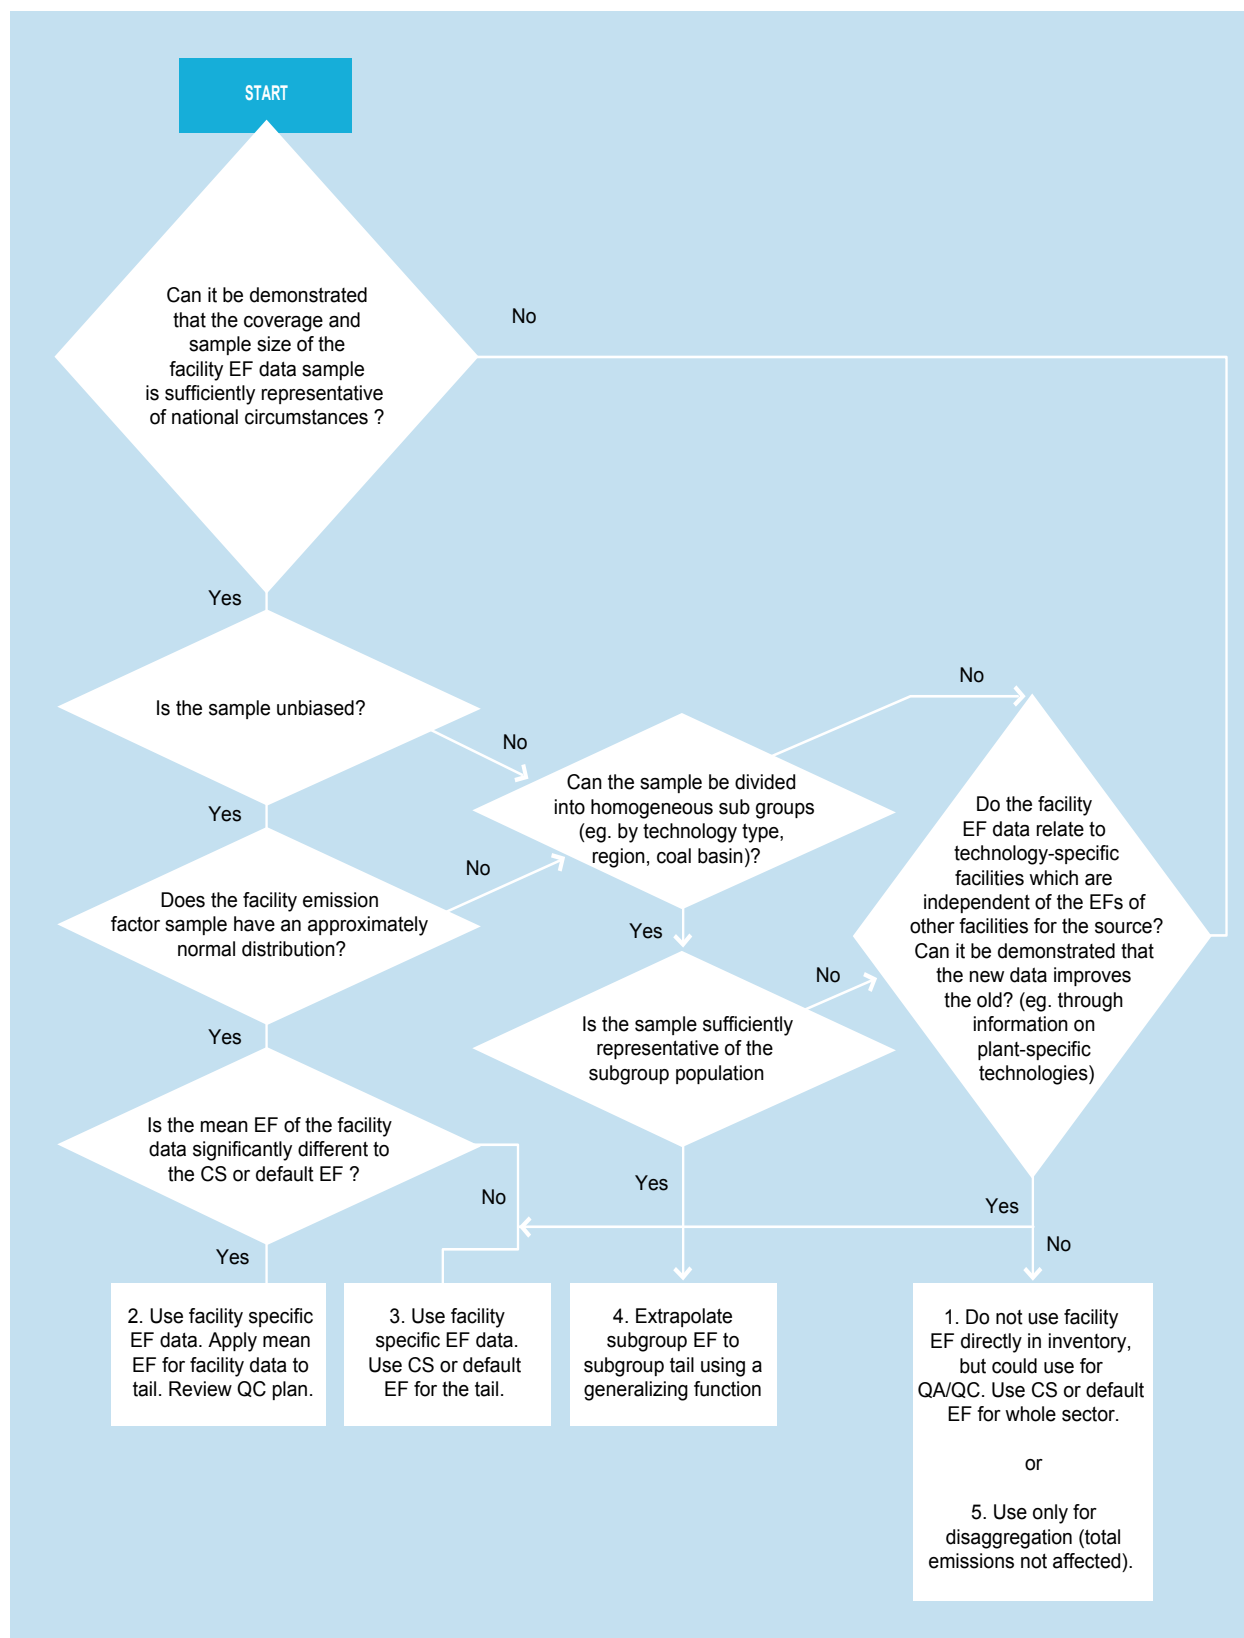 START
Can it be demonstrated
that the coverage and
sample size of the
facility EF data sample
is sufficiently representative
of national circumstances ?
No
Yes
Is the sample unbiased?
No
Yes
Does the facility emission
factor sample have an approximately
normal distribution?
No
Yes
Is the mean EF of the facility
data significantly different to
the CS or default EF ?
No
Yes
Can the sample be divided
into homogeneous sub groups
(eg. by technology type,
region, coal basin)?
No
Yes
Is the sample sufficiently
representative of the
subgroup population
No
Yes
Do the facility
EF data relate to
technology-specific
facilities which are
independent of the EFs of
other facilities for the source?
Can it be demonstrated that
the new data improves
the old? (eg. through
information on
plant-specific
technologies)
Yes
No
2. Use facility specific
EF data. Apply mean
EF for facility data to
tail. Review QC plan.
3. Use facility
specific EF data.
Use CS or default
EF for the tail.
4. Extrapolate
subgroup EF to
subgroup tail using a
generalizing function
1. Do not use facility
EF directly in inventory,
but could use for
QA/QC. Use CS or default
EF for whole sector.
or
5. Use only for
disaggregation (total
emissions not affected).